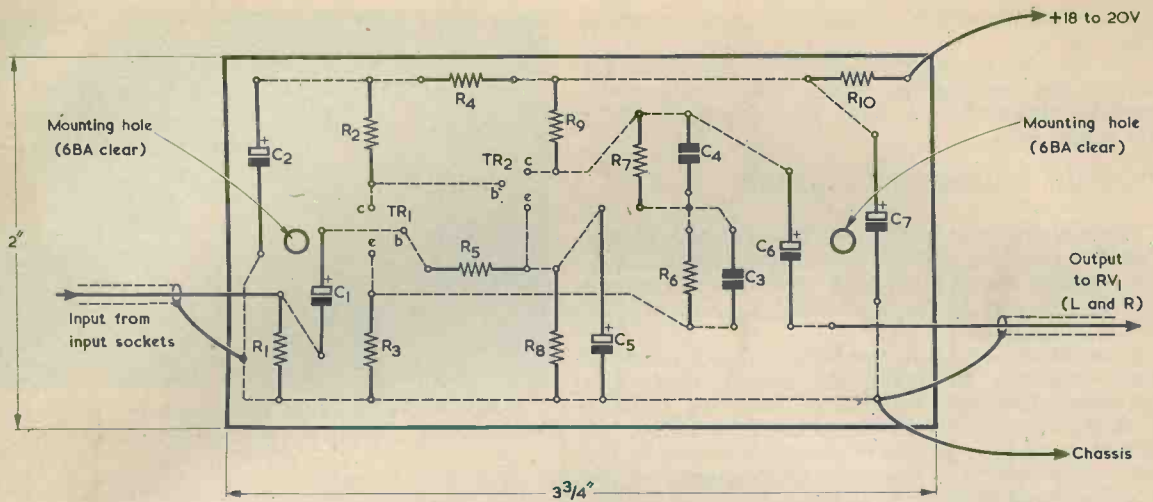 +18 to 20V
R4
R10
Mounting hole
(6BA clear)
C2
+
R2
R9
TR2
c
b
e
R7
C4
Mounting hole
(6BA clear)
2"
c
TR1
b
e
R5
C1
+
R6
C3
C6
+
C7
+
Input from
input sockets
R1
R3
R8
C5
+
Output
to RV1
(L and R)
Chassis
3 3/4"